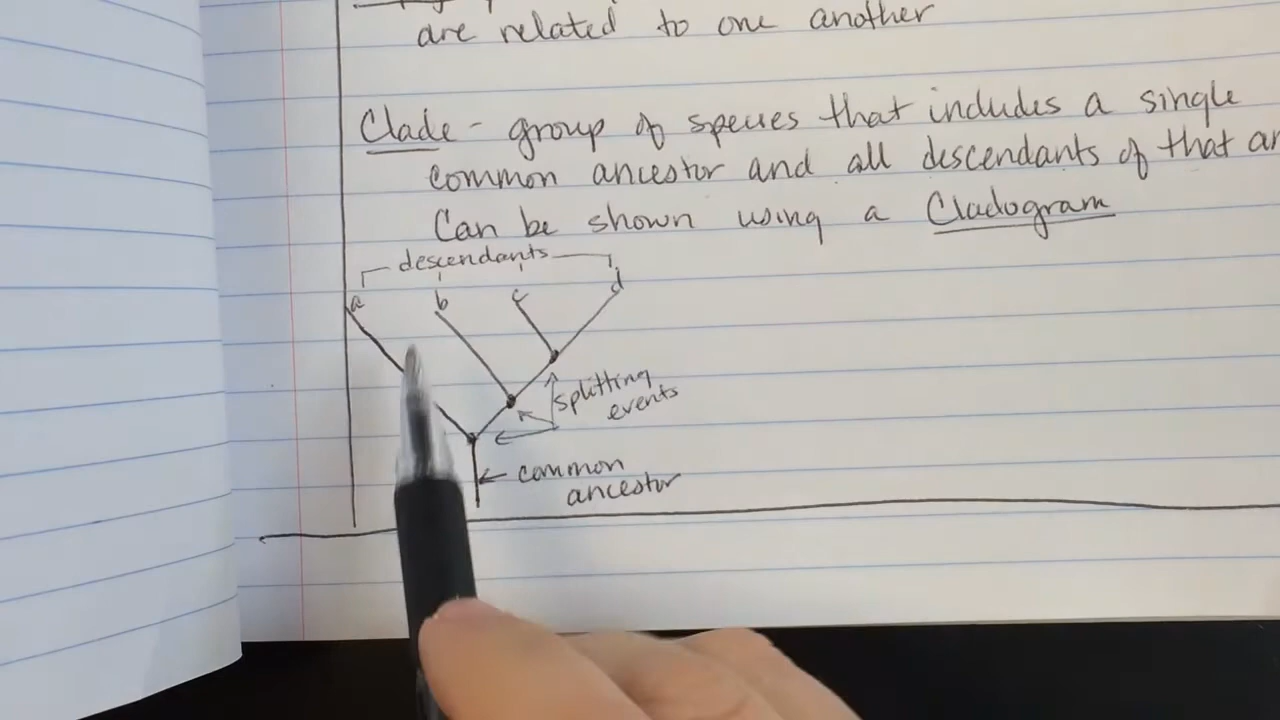 are related to one another
Clade - group of species that includes a single
common ancestor and all descendants of that
Can be shown using a Cladogram
descendants
a b c d
splitting
events
common
ancestor